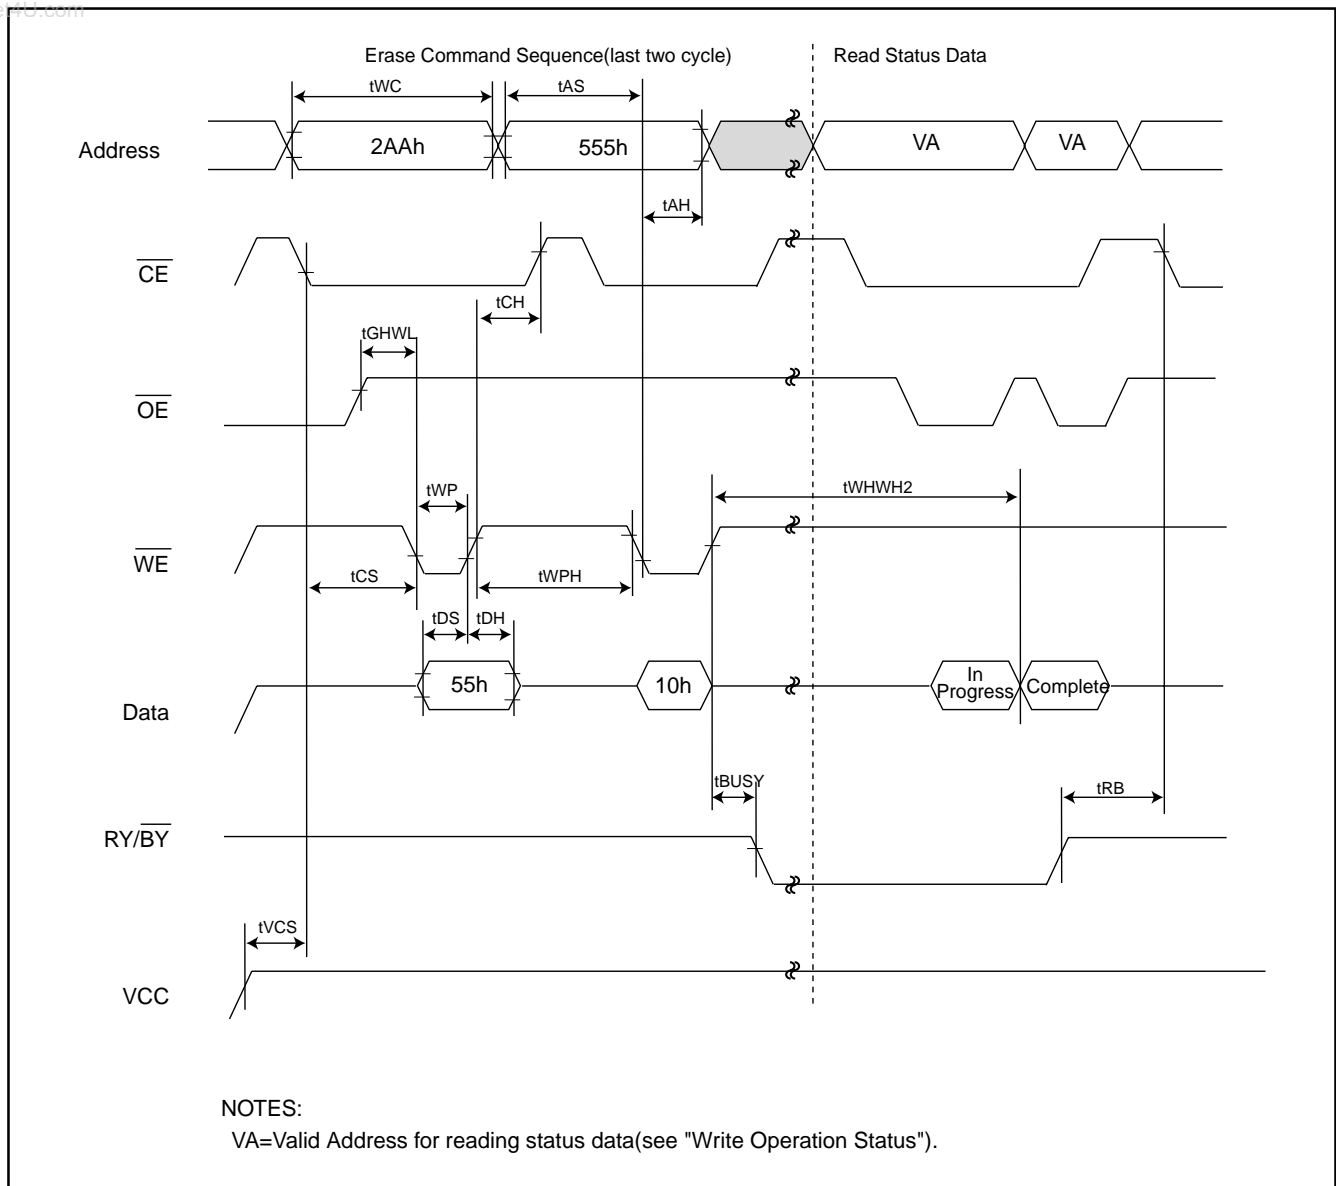 et4U.com
Erase Command Sequence(last two cycle)
Read Status Data
tWC
tAS
Address
2AAh
555h
VA
VA
tAH
CE
tCH
tGHWL
OE
tWP
tWHWH2
WE
tCS
tWPH
tDS
tDH
Data
55h
10h
In
Progress
Complete
tBUSY
tRB
RY/BY
tVCS
VCC
NOTES:
VA=Valid Address for reading status data(see "Write Operation Status").